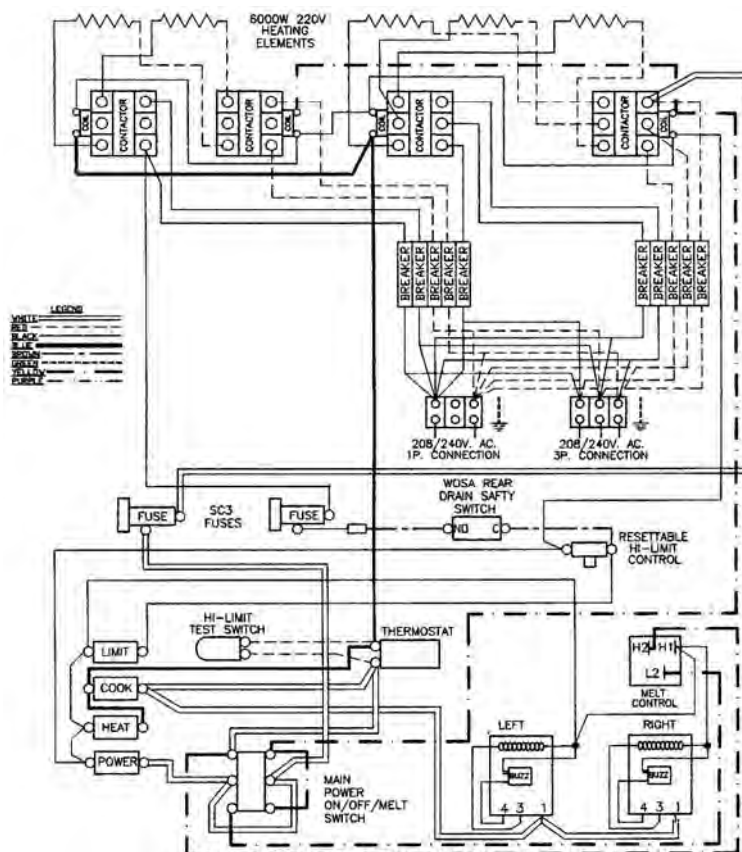 6000W 220V
HEATING
ELEMENTS
COIL
CONTACTOR
CONTACTOR
COIL
COIL
CONTACTOR
CONTACTOR
COIL
BREAKER
BREAKER
BREAKER
BREAKER
BREAKER
BREAKER
BREAKER
BREAKER
BREAKER
BREAKER
LEGEND
WHITE
RED
BLACK
BLUE
BROWN
GREEN
YELLOW
PURPLE
208/240V. AC.
1P. CONNECTION
208/240V. AC.
3P. CONNECTION
FUSE
SC3
FUSES
FUSE
WOSA REAR
DRAIN SAFTY
SWITCH
NO C
RESETTABLE
HI-LIMIT
CONTROL
HI-LIMIT
TEST SWITCH
THERMOSTAT
LIMIT
COOK
HEAT
POWER
MAIN
POWER
ON/OFF/MELT
SWITCH
H2 H1
L2
MELT
CONTROL
LEFT
BUZZ
4 3 1
RIGHT
BUZZ
4 3 1